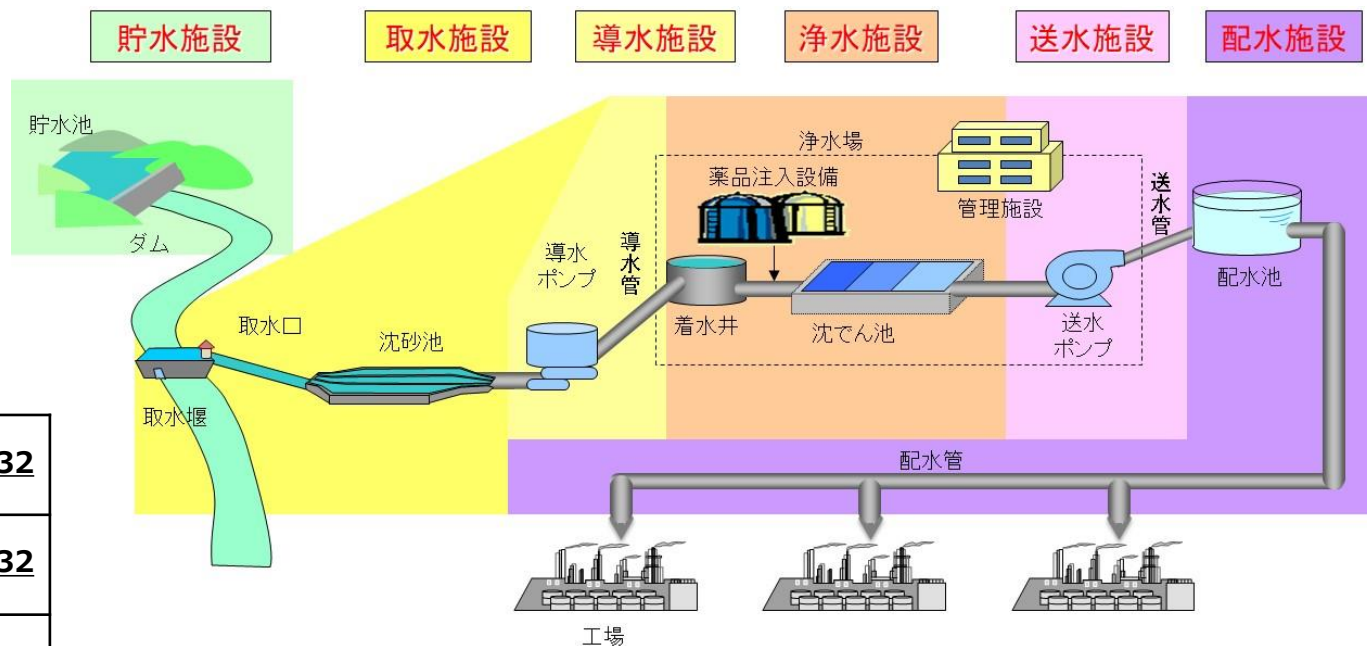 貯水施設
取水施設
導水施設
浄水施設
送水施設
配水施設
貯水池
ダム
取水口
取水堰
沈砂池
導水
ポンプ
導水管
浄水場
薬品注入設備
管理施設
着水井
沈でん池
送水
ポンプ
送水管
配水池
配水管
工場
32
32